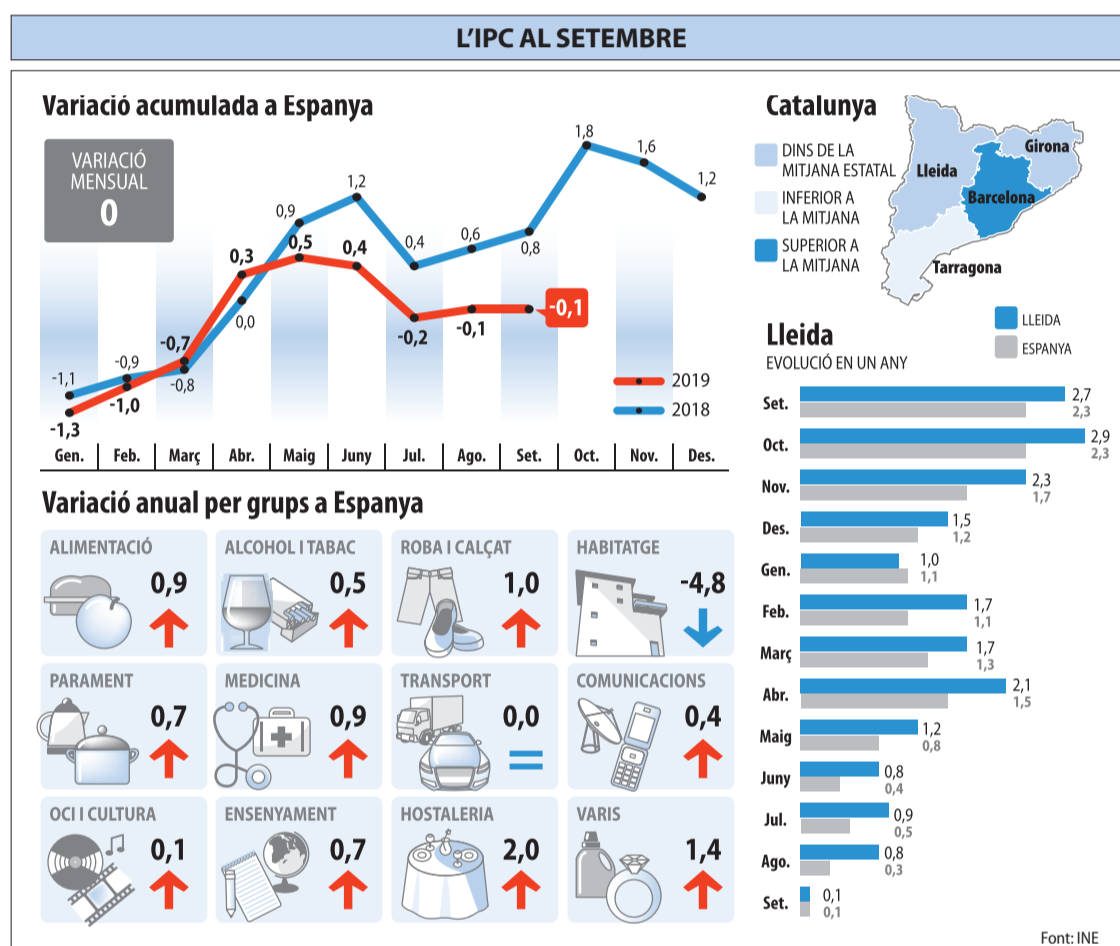 L'IPC AL SETEMBRE
Variació acumulada a Espanya
VARIACIÓ
MENSUAL
0
1,8
1,6
1,2
1,2
0,9
0,3
0,5
0,4
0,4
0,6
0,8
0,0
-0,1
-0,2
-0,1
-0,7
-0,8
-0,9
-1,0
-1,1
-1,3
2019
2018
Gen. Feb. Març Abr. Maig Juny Jul. Ago. Set. Oct. Nov. Des.
Variació anual per grups a Espanya
ALIMENTACIÓ
0,9
ALCOHOL I TABAC
0,5
ROBA I CALÇAT
1,0
HABITATGE
-4,8
PARAMENT
0,7
MEDICINA
0,9
TRANSPORT
0,0
COMUNICACIONS
0,4
OCI I CULTURA
0,1
ENSENYAMENT
0,7
HOSTALERIA
2,0
VARIS
1,4
Catalunya
DINS DE LA
MITJANA ESTATAL
INFERIOR A
LA MITJANA
SUPERIOR A
LA MITJANA
Lleida
Girona
Barcelona
Tarragona
Lleida
EVOLUCIÓ EN UN ANY
LLEIDA
ESPANYA
Set. 2,7
2,3
Oct. 2,9
2,3
Nov. 2,3
1,7
Des. 1,5
1,2
Gen. 1,0
1,1
Feb. 1,7
1,1
Març 1,7
1,3
Abr. 2,1
1,5
Maig 1,2
0,8
Juny 0,8
0,4
Jul. 0,9
0,5
Ago. 0,8
0,3
Set. 0,1
0,1
Font: INE